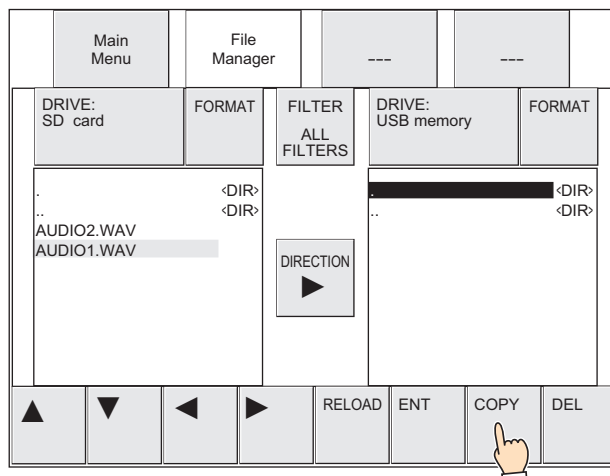 Main
Menu
File
Manager
---
---
DRIVE:
SD card
FORMAT
FILTER
ALL
FILTERS
DRIVE:
USB memory
FORMAT
. <DIR>
.. <DIR>
AUDIO2.WAV
AUDIO1.WAV
DIRECTION
. <DIR>
.. <DIR>
RELOAD
ENT
COPY
DEL